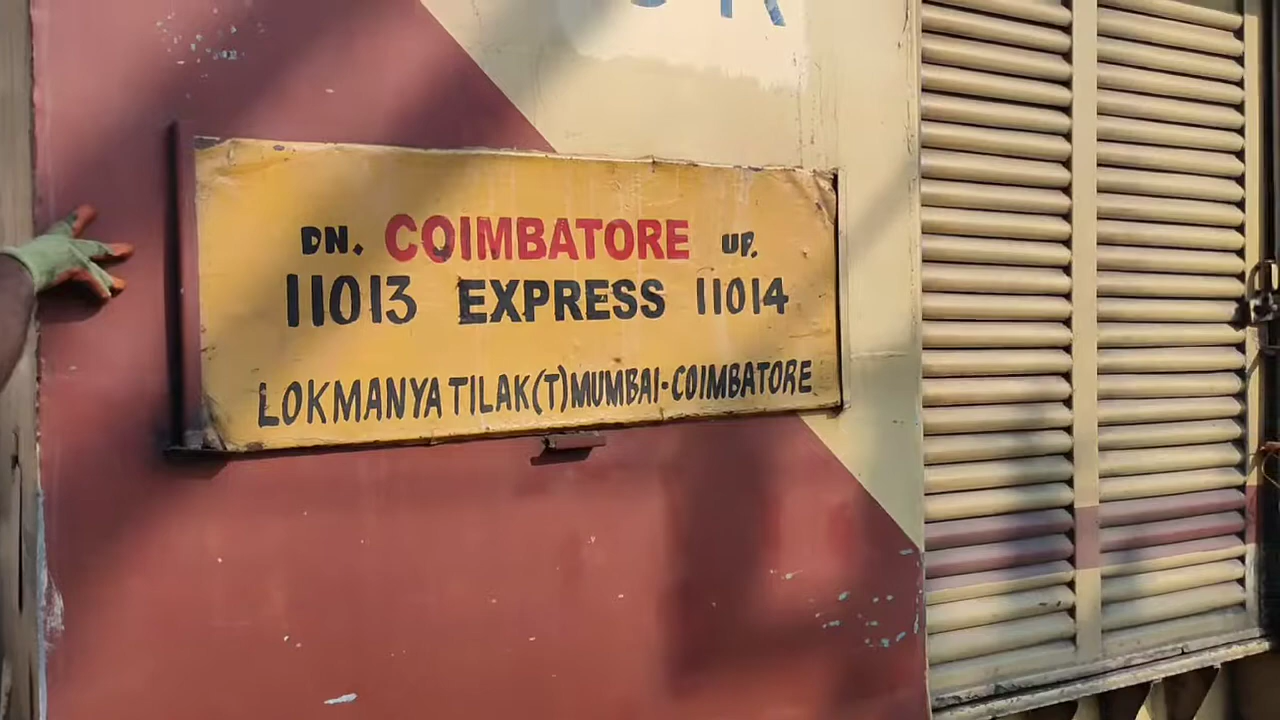 DN. COIMBATORE UP.
11013 EXPRESS 11014
LOKMANYA TILAK(T)MUMBAI-COIMBATORE